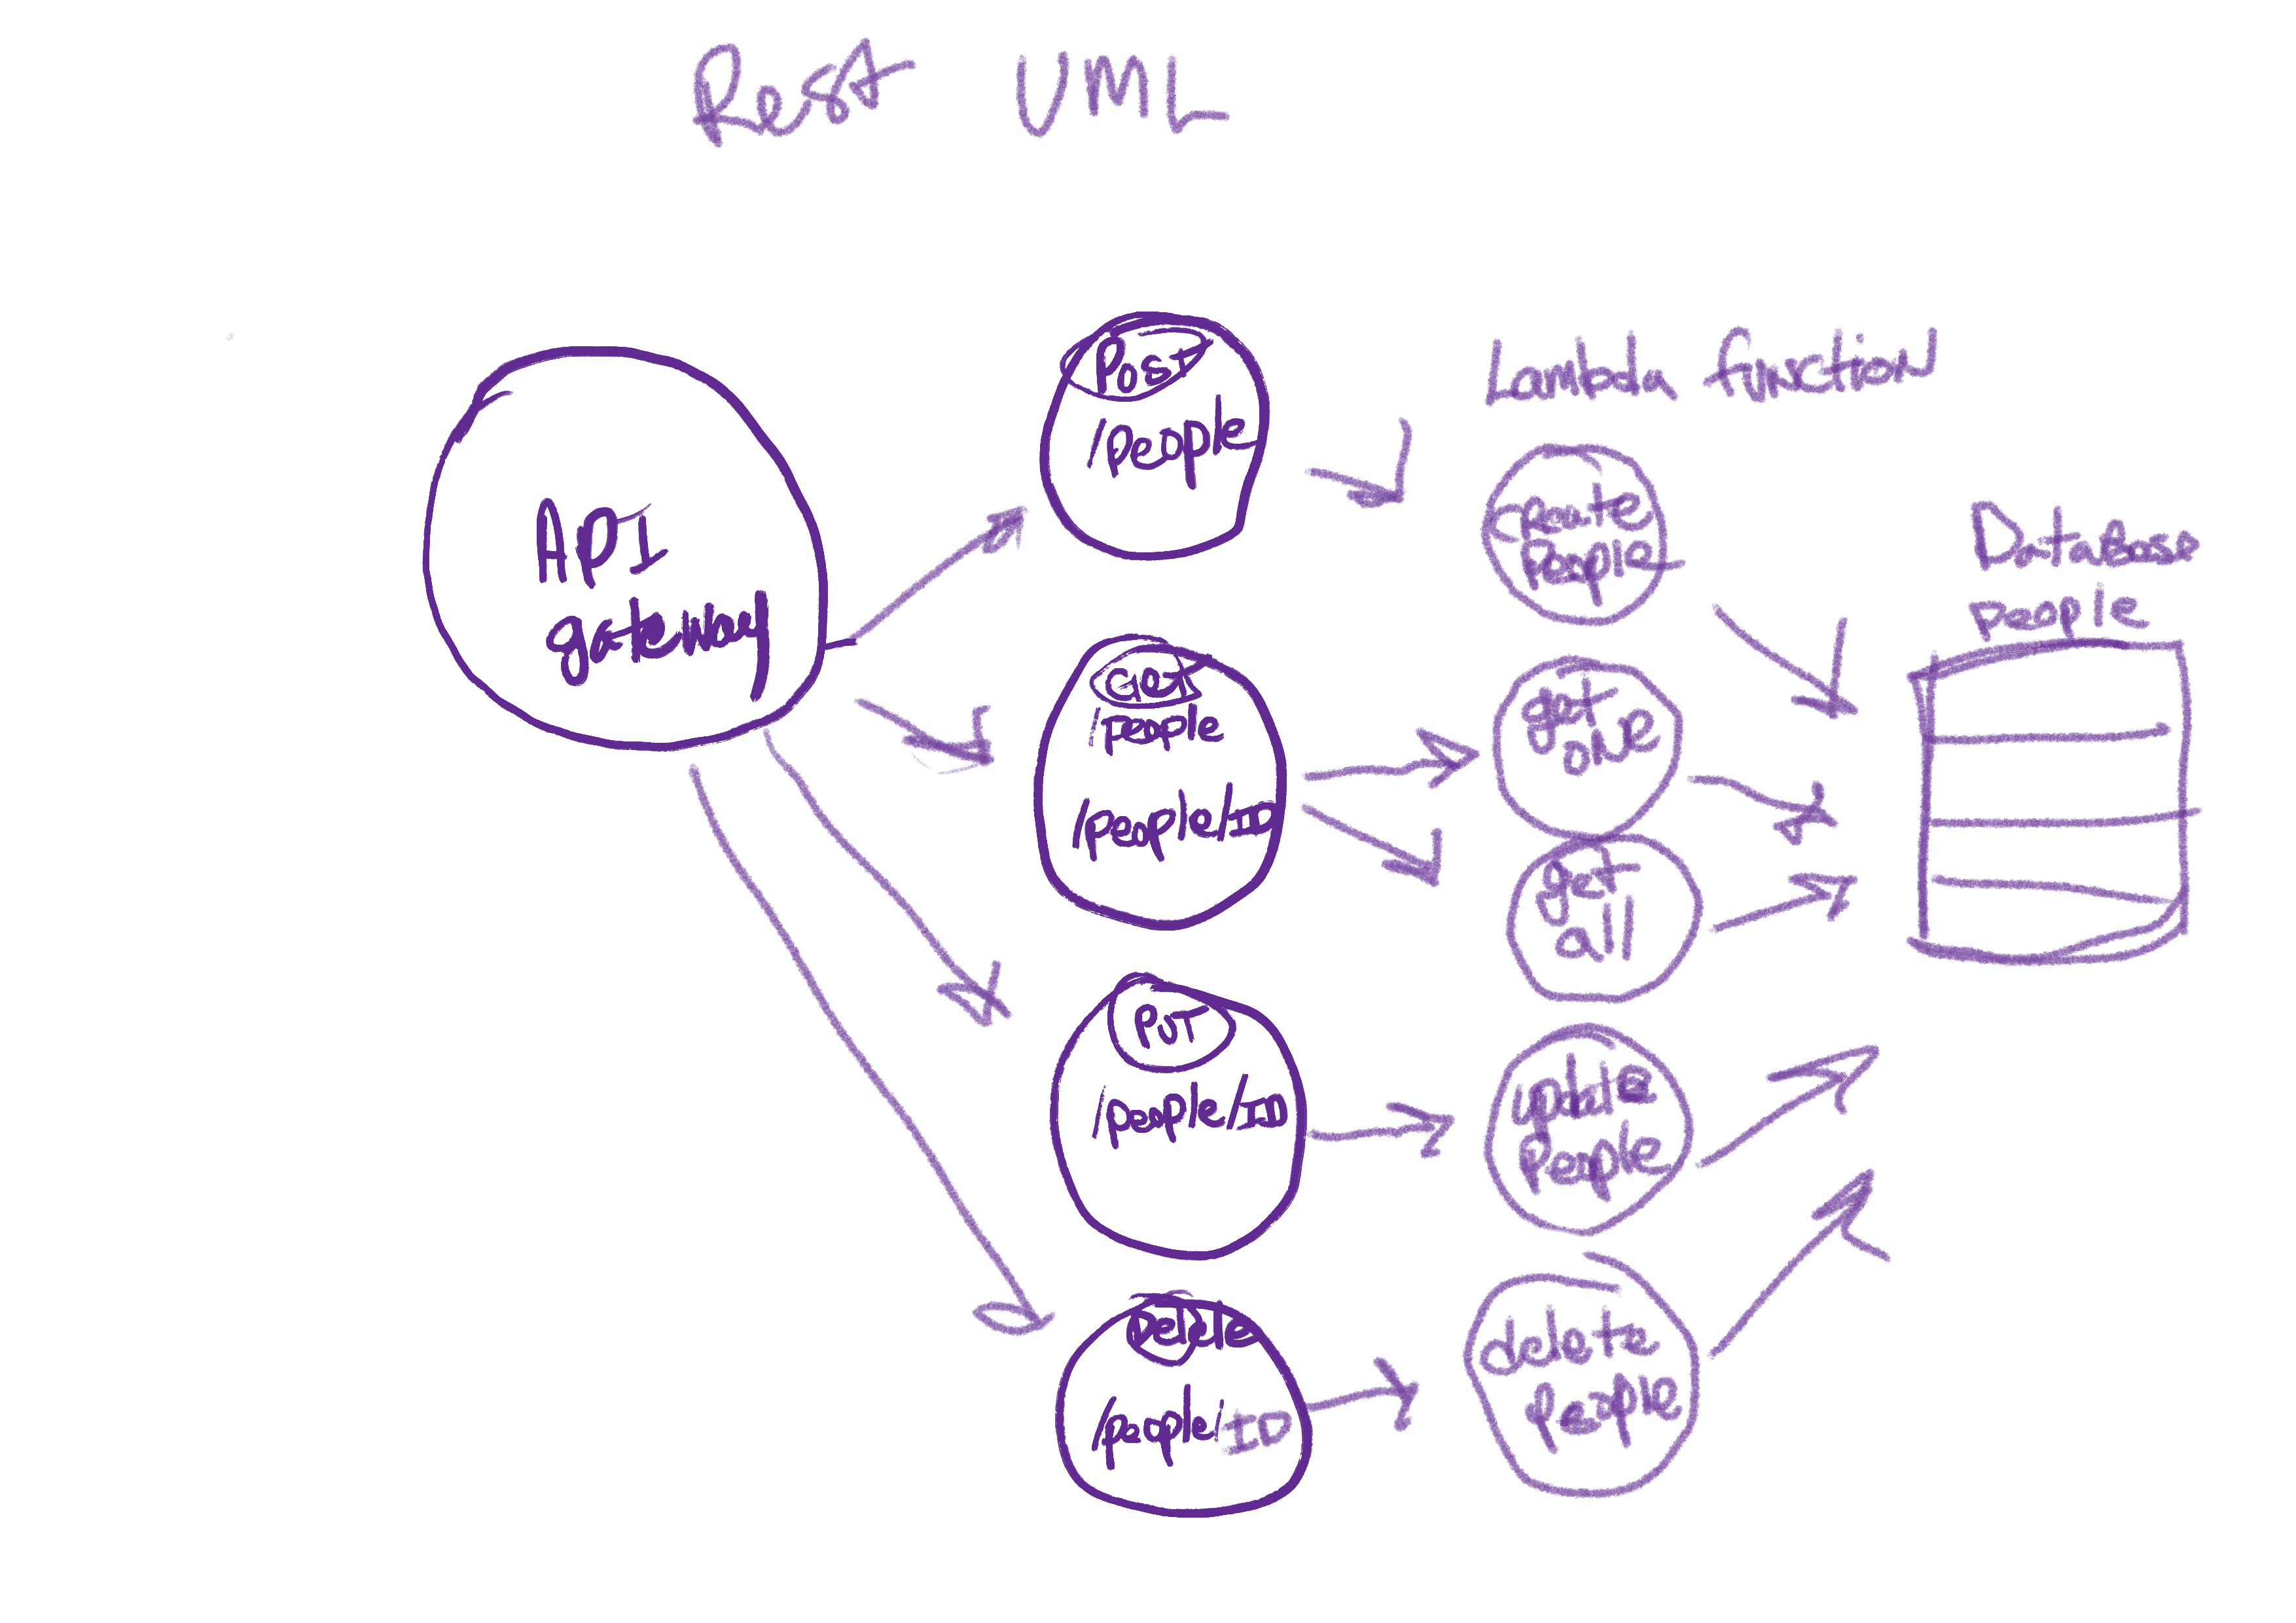 Rest UML
API
gateway
Post
/people
Get
/people
/people/ID
PUT
/people/ID
Delete
/people/ID
Lambda function
Create
People
get
one
get
all
update
People
delete
People
DataBase
people